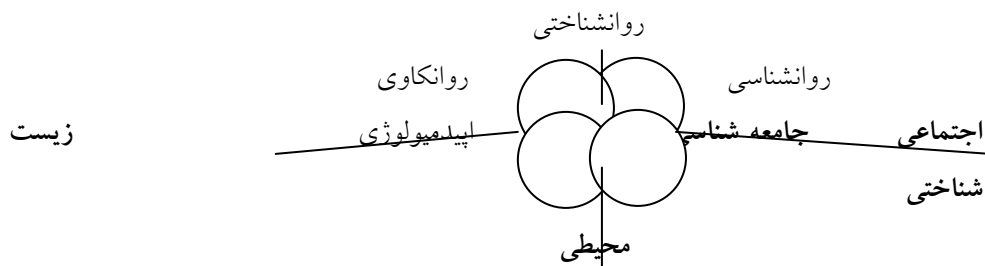 روانشناختی
روانشناسی روانکاوی
اجتماعی جامعه شناسی اپیدمیولوژی زیست
شناختی
محیطی